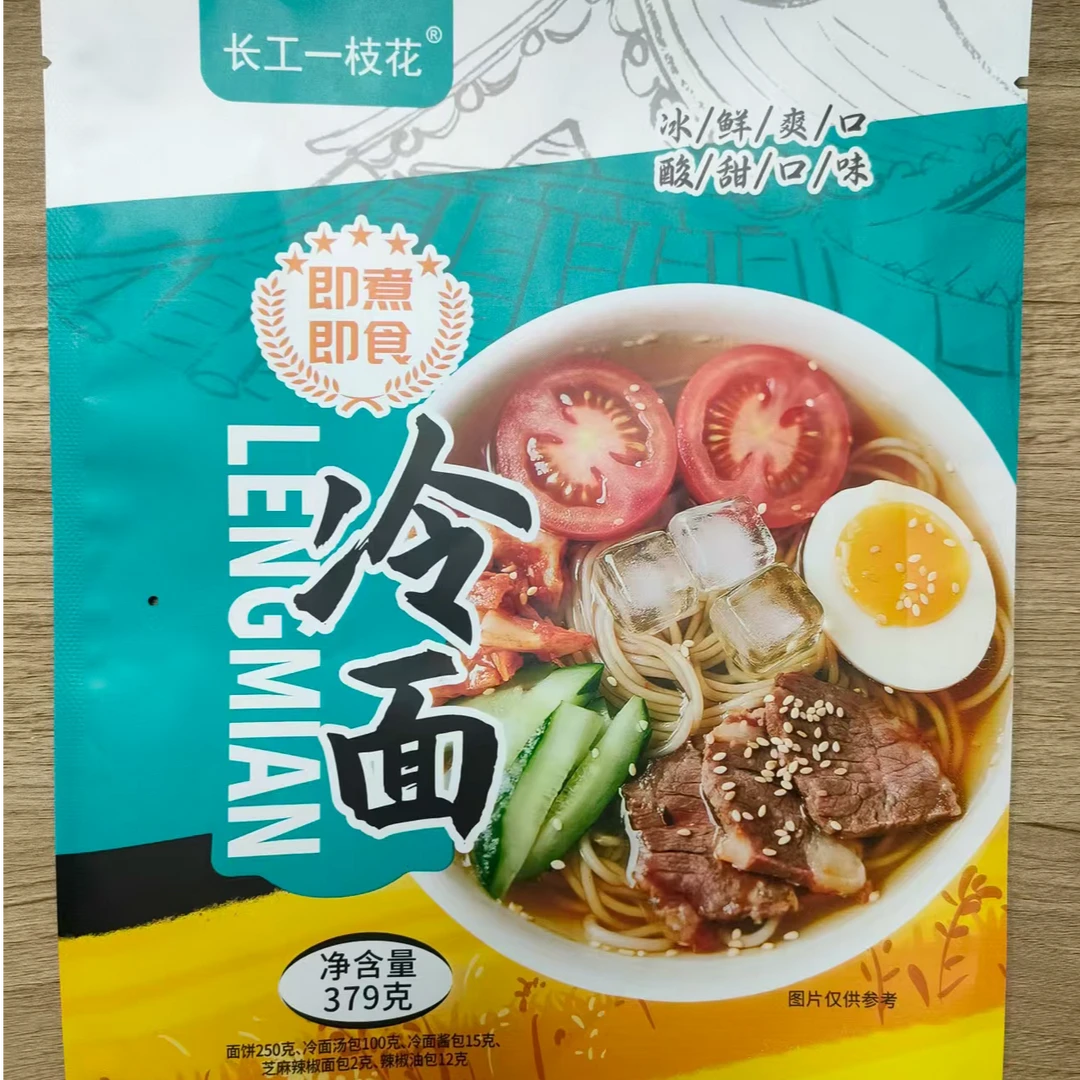 长工一枝花®
冰/鲜/爽/口
酸/甜/口/味
即煮
即食
冷面
LENGMIAN
净含量
379克
图片仅供参考
面饼250克、冷面汤包100克、冷面酱包15克、
芝麻辣椒面包2克、辣椒油包12克